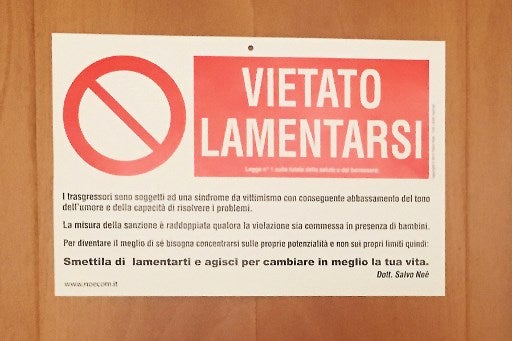 VIETATO
LAMENTARSI
Legge n° 1 sulla tutela della salute e del benessere
I trasgressori sono soggetti ad una sindrome da vittimismo con conseguente abbassamento del tono
dell'umore e della capacità di risolvere i problemi.
La misura della sanzione è raddoppiata qualora la violazione sia commessa in presenza di bambini.
Per diventare il meglio di sé bisogna concentrarsi sulle proprie potenzialità e non sui propri limiti quindi:
Smettila di lamentarti e agisci per cambiare in meglio la tua vita.
Dott. Salvo Noè
www.noecom.it